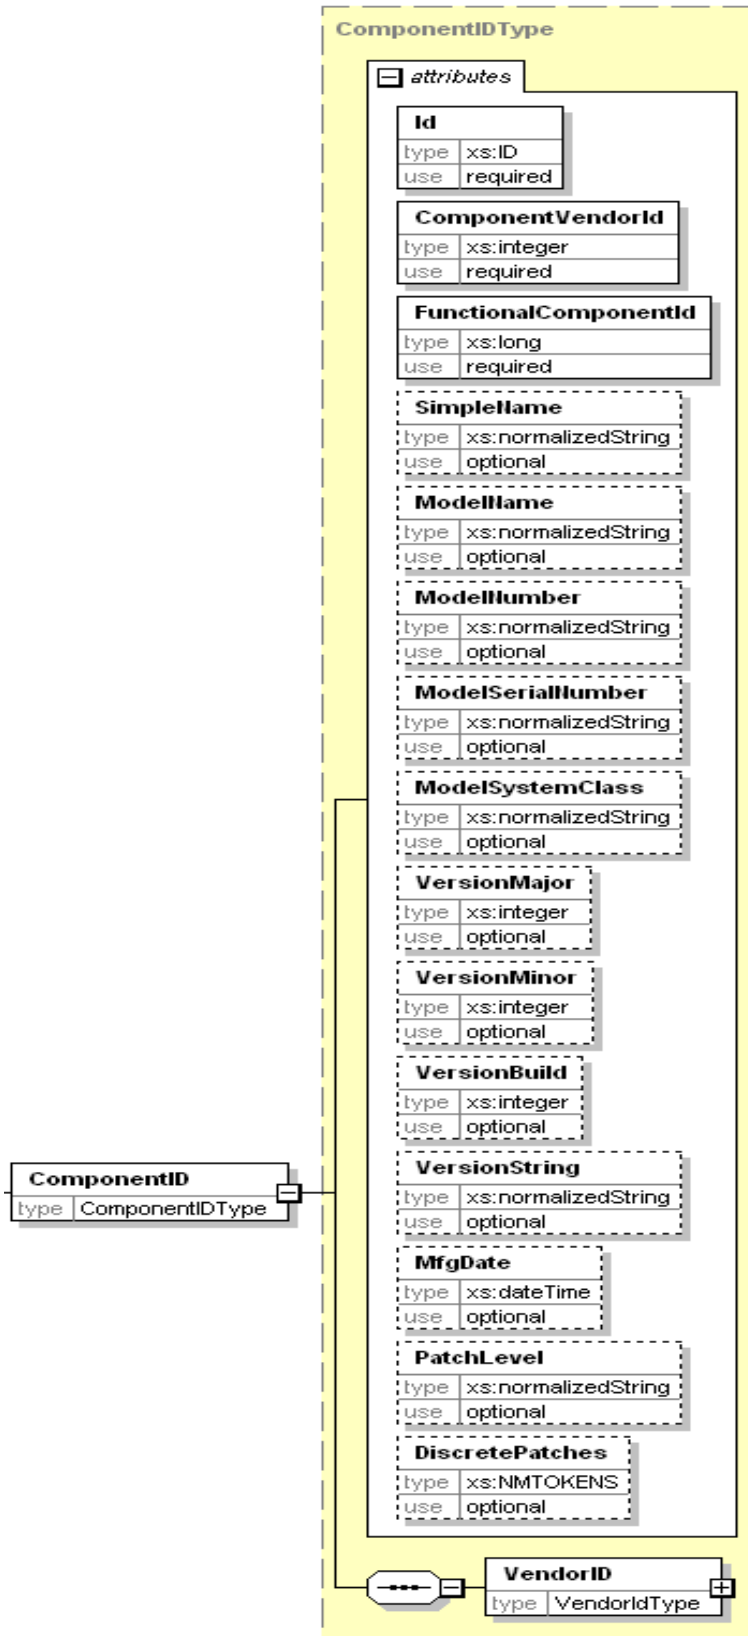 ComponentIDType
attributes
Id
type xs:ID
use required
ComponentVendorId
type xs:integer
use required
FunctionalComponentId
type xs:long
use required
SimpleName
type xs:normalizedString
use optional
ModelName
type xs:normalizedString
use optional
ModelNumber
type xs:normalizedString
use optional
ModelSerialNumber
type xs:normalizedString
use optional
ModelSystemClass
type xs:normalizedString
use optional
VersionMajor
type xs:integer
use optional
VersionMinor
type xs:integer
use optional
VersionBuild
type xs:integer
use optional
ComponentID
type ComponentIDType
VersionString
type xs:normalizedString
use optional
MfgDate
type xs:dateTime
use optional
PatchLevel
type xs:normalizedString
use optional
DiscretePatches
type xs:NMTOKENS
use optional
VendorID
type VendorIdType